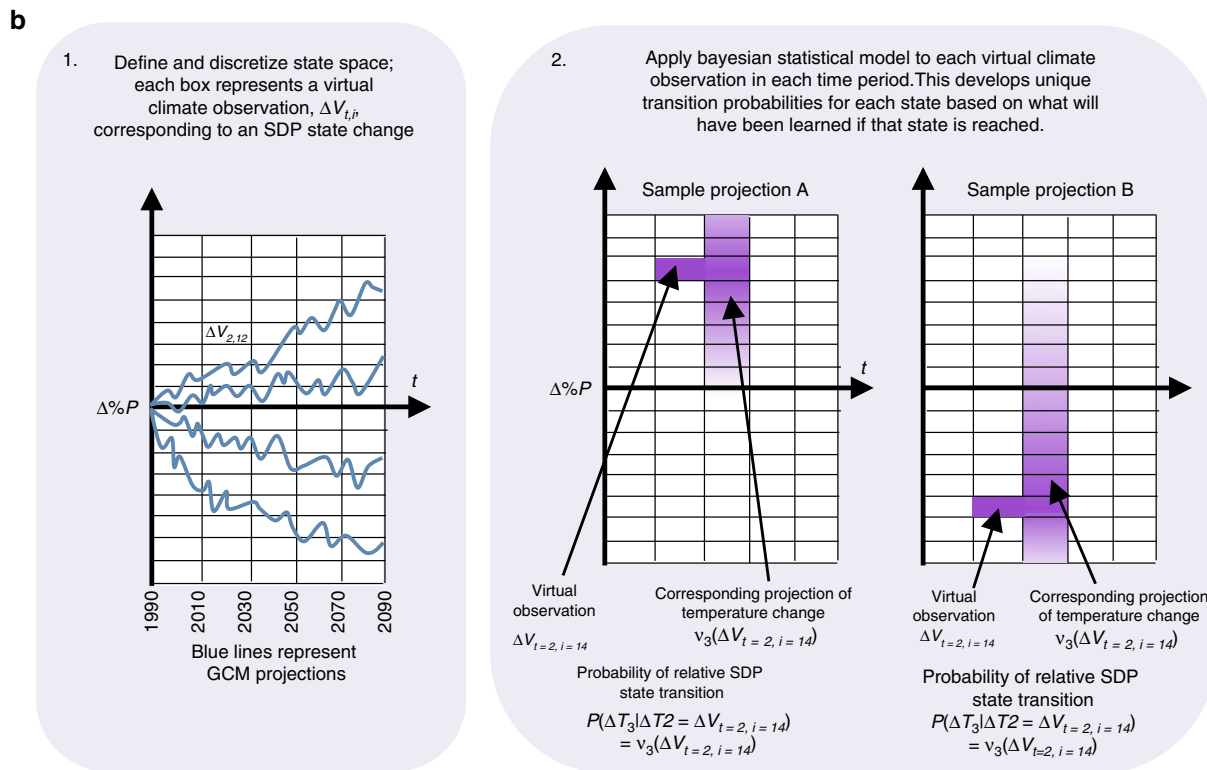 b
1.
Define and discretize state space;
each box represents a virtual
climate observation, ΔV_{t,i},
corresponding to an SDP state change
ΔV_{2,12}
t
Δ%P
1990
2010
2030
2050
2070
2090
Blue lines represent
GCM projections
2.
Apply bayesian statistical model to each virtual climate
observation in each time period.This develops unique
transition probabilities for each state based on what will
have been learned if that state is reached.
Sample projection A
t
Δ%P
Virtual
observation
ΔV_{t = 2, i = 14}
Corresponding projection of
temperature change
ν_3(ΔV_{t = 2, i = 14})
Probability of relative SDP
state transition
P(ΔT_3|ΔT2 = ΔV_{t = 2, i = 14})
= ν_3(ΔV_{t = 2, i = 14})
Sample projection B
Virtual
observation
ΔV_{t = 2, i = 14}
Corresponding projection
of temperature change
ν_3(ΔV_{t = 2, i = 14})
Probability of relative SDP
state transition
P(ΔT_3|ΔT2 = ΔV_{t = 2, i = 14})
= ν_3(ΔV_{t=2, i = 14})